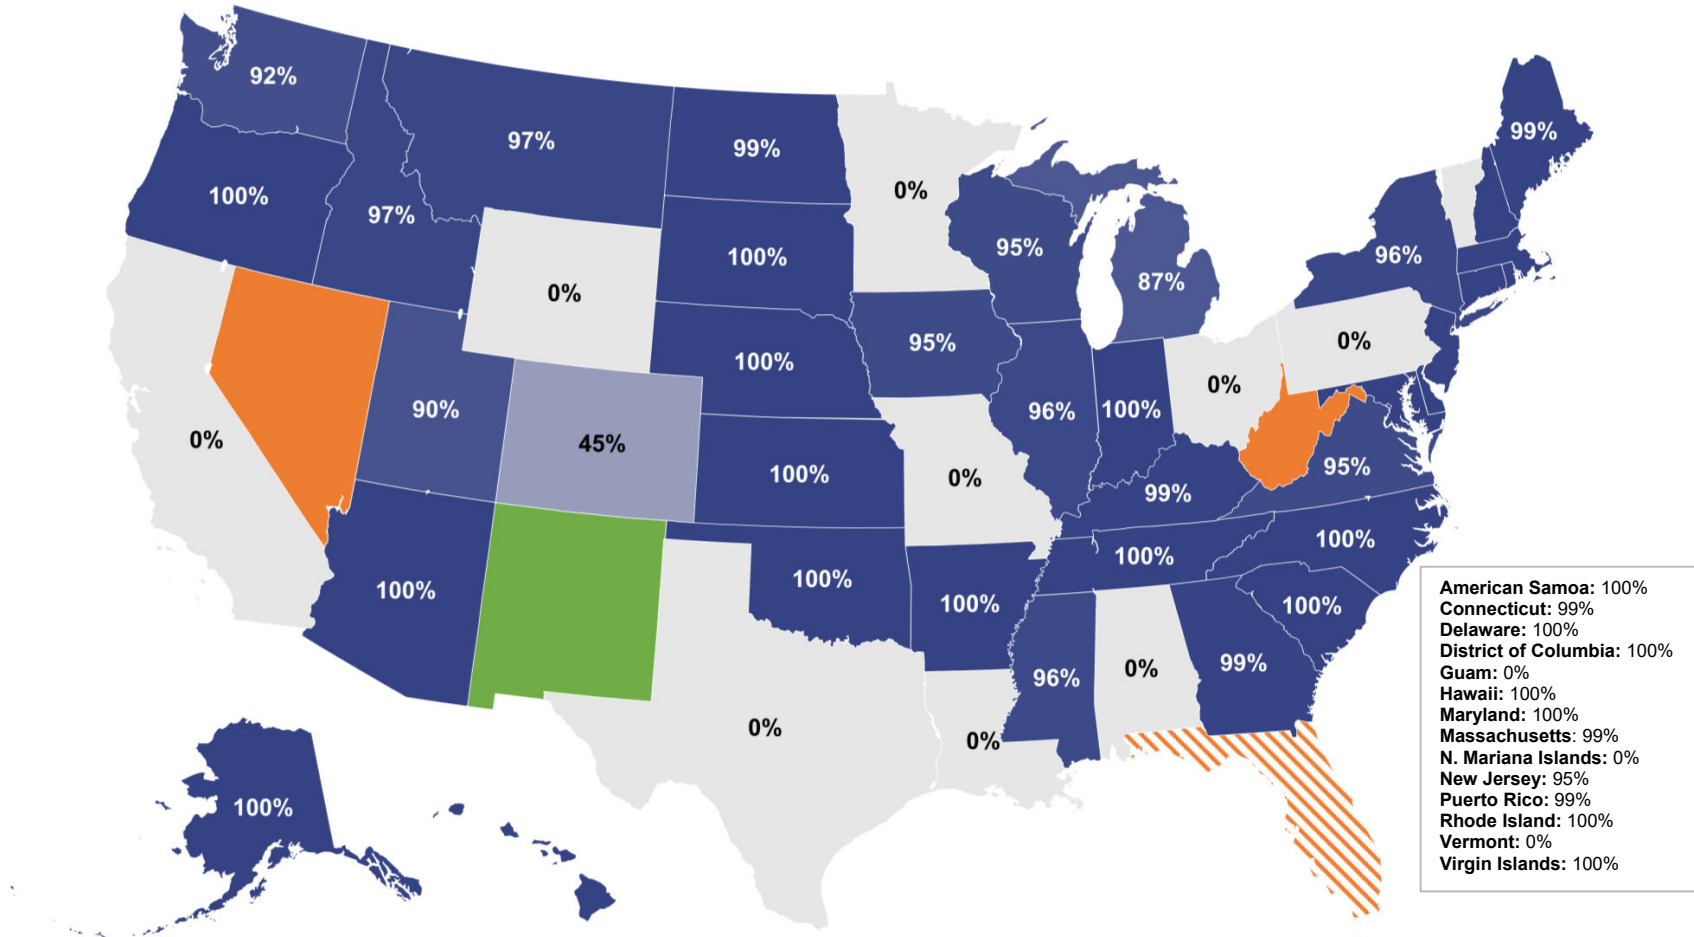 92%
97%
99%
99%
100%
97%
0%
96%
95%
100%
87%
0%
0%
95%
100%
90%
0%
0%
45%
96%
100%
95%
100%
0%
99%
100%
100%
100%
100%
100%
100%
96%
0%
99%
0%
0%
100%
American Samoa: 100%
Connecticut: 99%
Delaware: 100%
District of Columbia: 100%
Guam: 0%
Hawaii: 100%
Maryland: 100%
Massachusetts: 99%
N. Mariana Islands: 0%
New Jersey: 95%
Puerto Rico: 99%
Rhode Island: 100%
Vermont: 0%
Virgin Islands: 100%